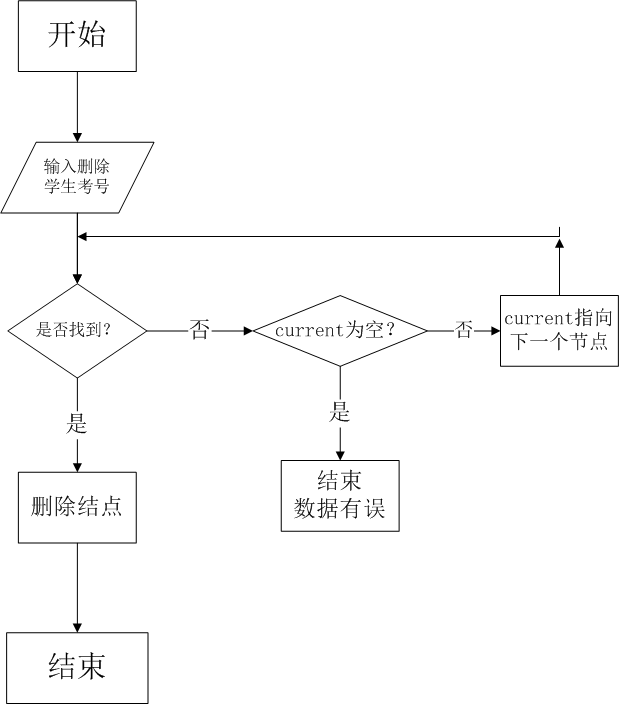 开始
输入删除
学生考号
是否找到?
否
current为空?
否
current指向
下一个节点
是
是
删除结点
结束
数据有误
结束